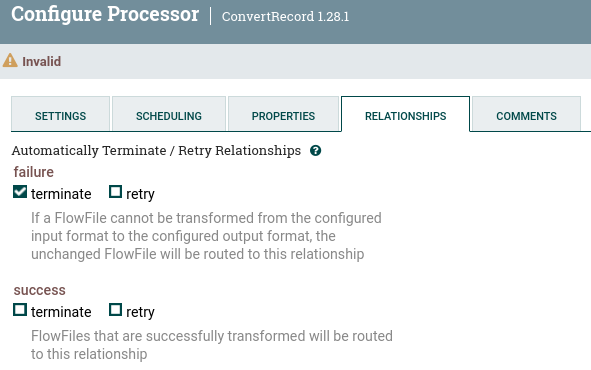 Configure Processor | ConvertRecord 1.28.1
Invalid
SETTINGS SCHEDULING PROPERTIES RELATIONSHIPS COMMENTS
Automatically Terminate / Retry Relationships ?
failure
terminate retry
If a FlowFile cannot be transformed from the configured
input format to the configured output format, the
unchanged FlowFile will be routed to this relationship
success
terminate retry
FlowFiles that are successfully transformed will be routed
to this relationship